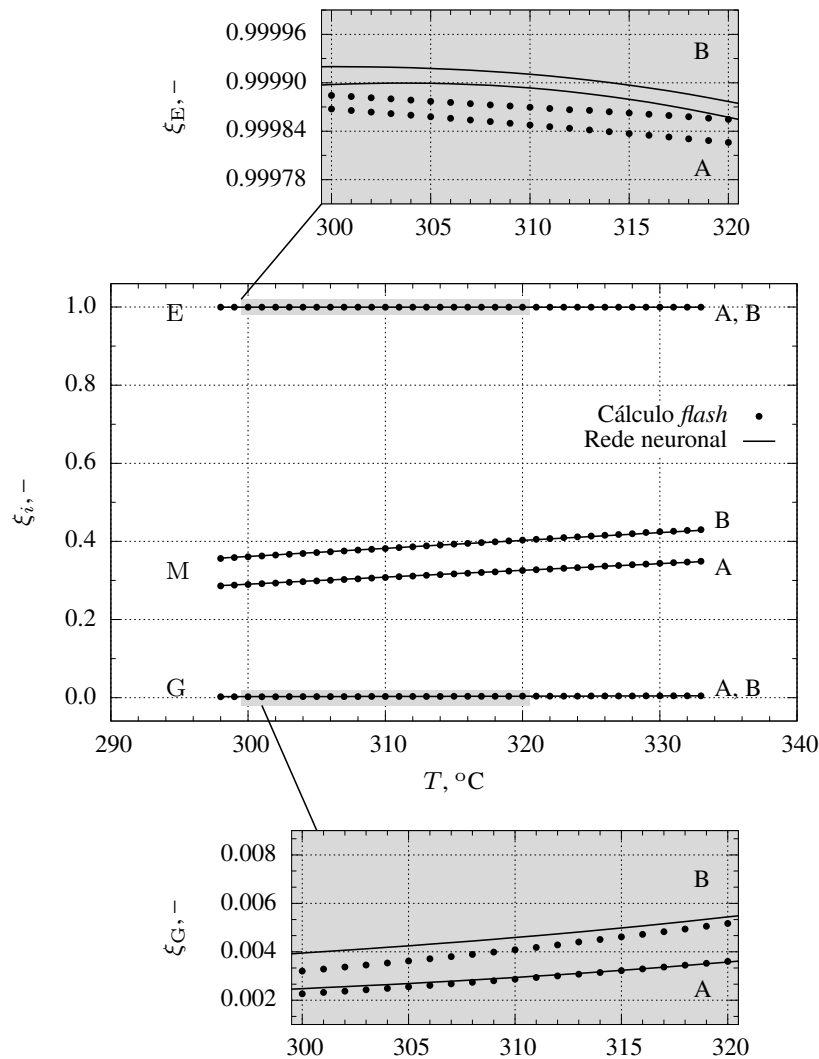 0.99996
0.99990
0.99984
0.99978
ξE, –
B
A
300 305 310 315 320
1.0
0.8
0.6
0.4
0.2
0.0
ξi, –
E
A, B
Cálculo flash
Rede neuronal
B
M
A
G
A, B
290 300 310 320 330 340
T, °C
0.008
0.006
0.004
0.002
ξG, –
B
A
300 305 310 315 320